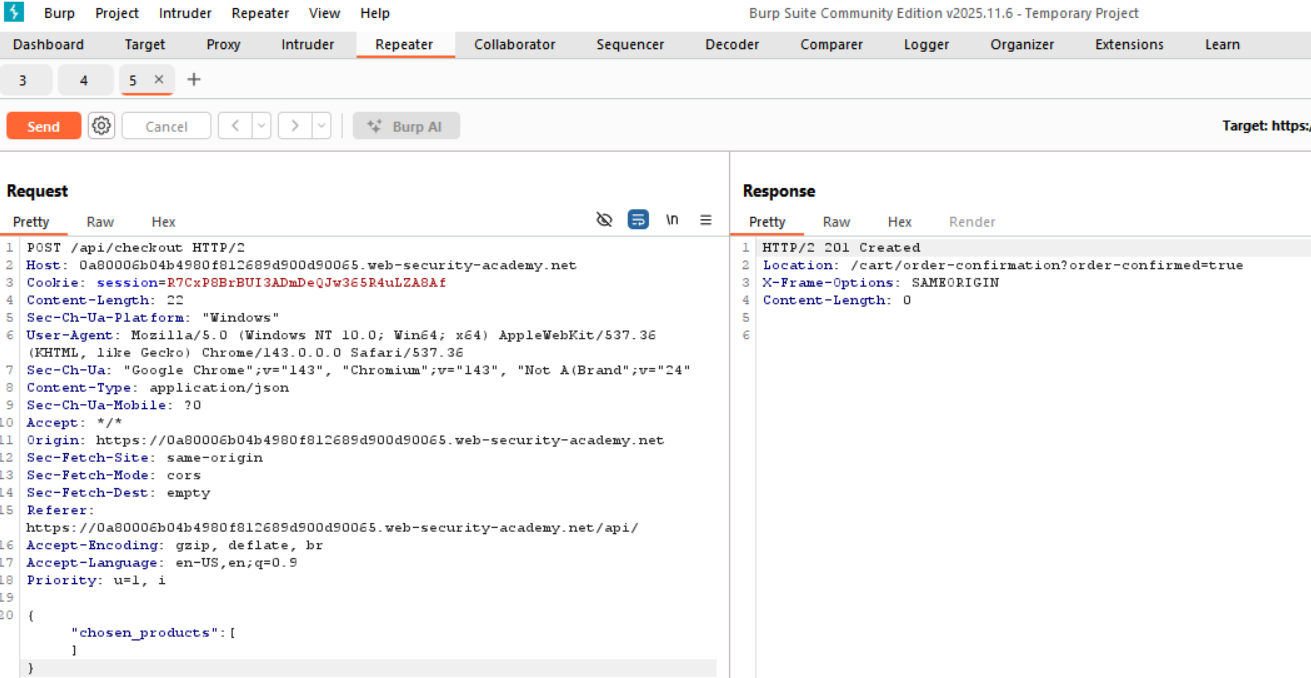 Burp Project Intruder Repeater View Help Burp Suite Community Edition v2025.11.6 - Temporary Project
Dashboard Target Proxy Intruder Repeater Collaborator Sequencer Decoder Comparer Logger Organizer Extensions Learn
3 4 5 × +
Send Cancel < > Burp AI Target: https:/
Request Response
Pretty Raw Hex \n Pretty Raw Hex Render
1 POST /api/checkout HTTP/2
2 Host: 0a80006b04b4980f812689d900d90065.web-security-academy.net
3 Cookie: session=R7CxP8BrBUI3ADmDeQJw365R4uLZA8Af
4 Content-Length: 22
5 Sec-Ch-Ua-Platform: "Windows"
6 User-Agent: Mozilla/5.0 (Windows NT 10.0; Win64; x64) AppleWebKit/537.36
(KHTML, like Gecko) Chrome/143.0.0.0 Safari/537.36
7 Sec-Ch-Ua: "Google Chrome";v="143", "Chromium";v="143", "Not A(Brand";v="24"
8 Content-Type: application/json
9 Sec-Ch-Ua-Mobile: ?0
10 Accept: */*
11 Origin: https://0a80006b04b4980f812689d900d90065.web-security-academy.net
12 Sec-Fetch-Site: same-origin
13 Sec-Fetch-Mode: cors
14 Sec-Fetch-Dest: empty
15 Referer:
https://0a80006b04b4980f812689d900d90065.web-security-academy.net/api/
16 Accept-Encoding: gzip, deflate, br
17 Accept-Language: en-US,en;q=0.9
18 Priority: u=1, i
19
20 {
"chosen_products":[
]
}
1 HTTP/2 201 Created
2 Location: /cart/order-confirmation?order-confirmed=true
3 X-Frame-Options: SAMEORIGIN
4 Content-Length: 0
5
6